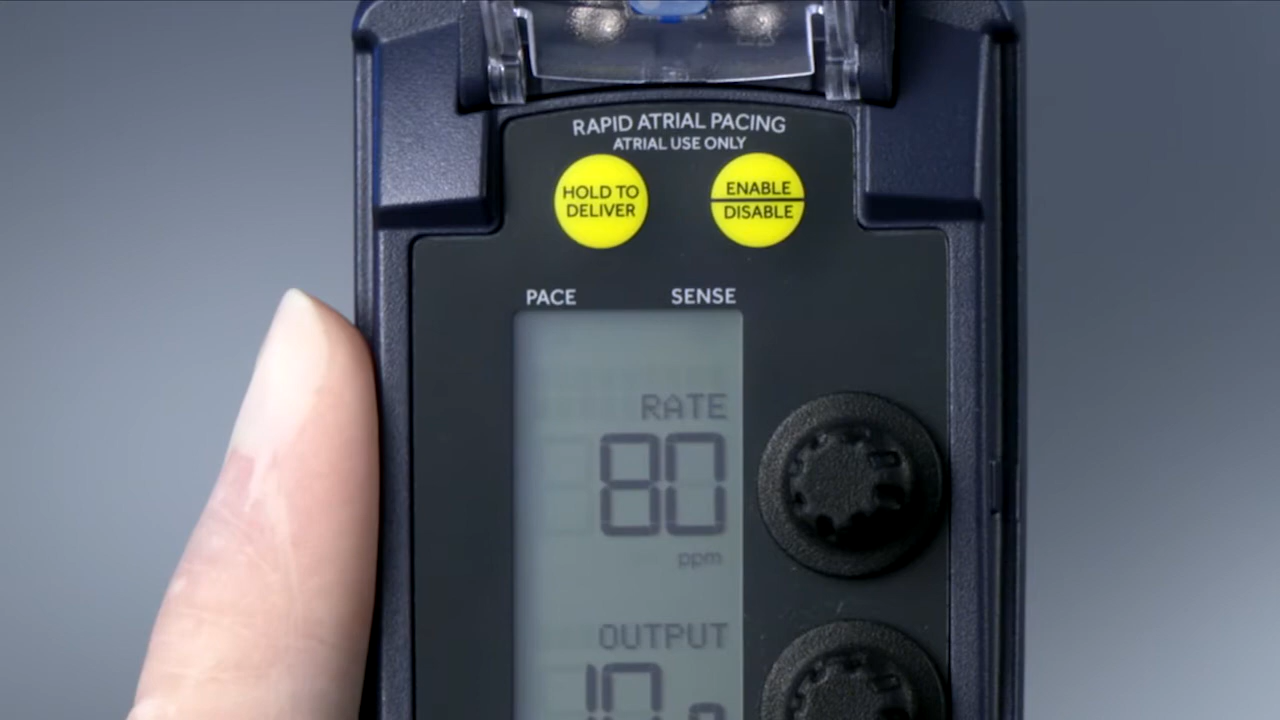 RAPID ATRIAL PACING
ATRIAL USE ONLY
HOLD TO
DELIVER
ENABLE
DISABLE
PACE SENSE
RATE
80
ppm
OUTPUT